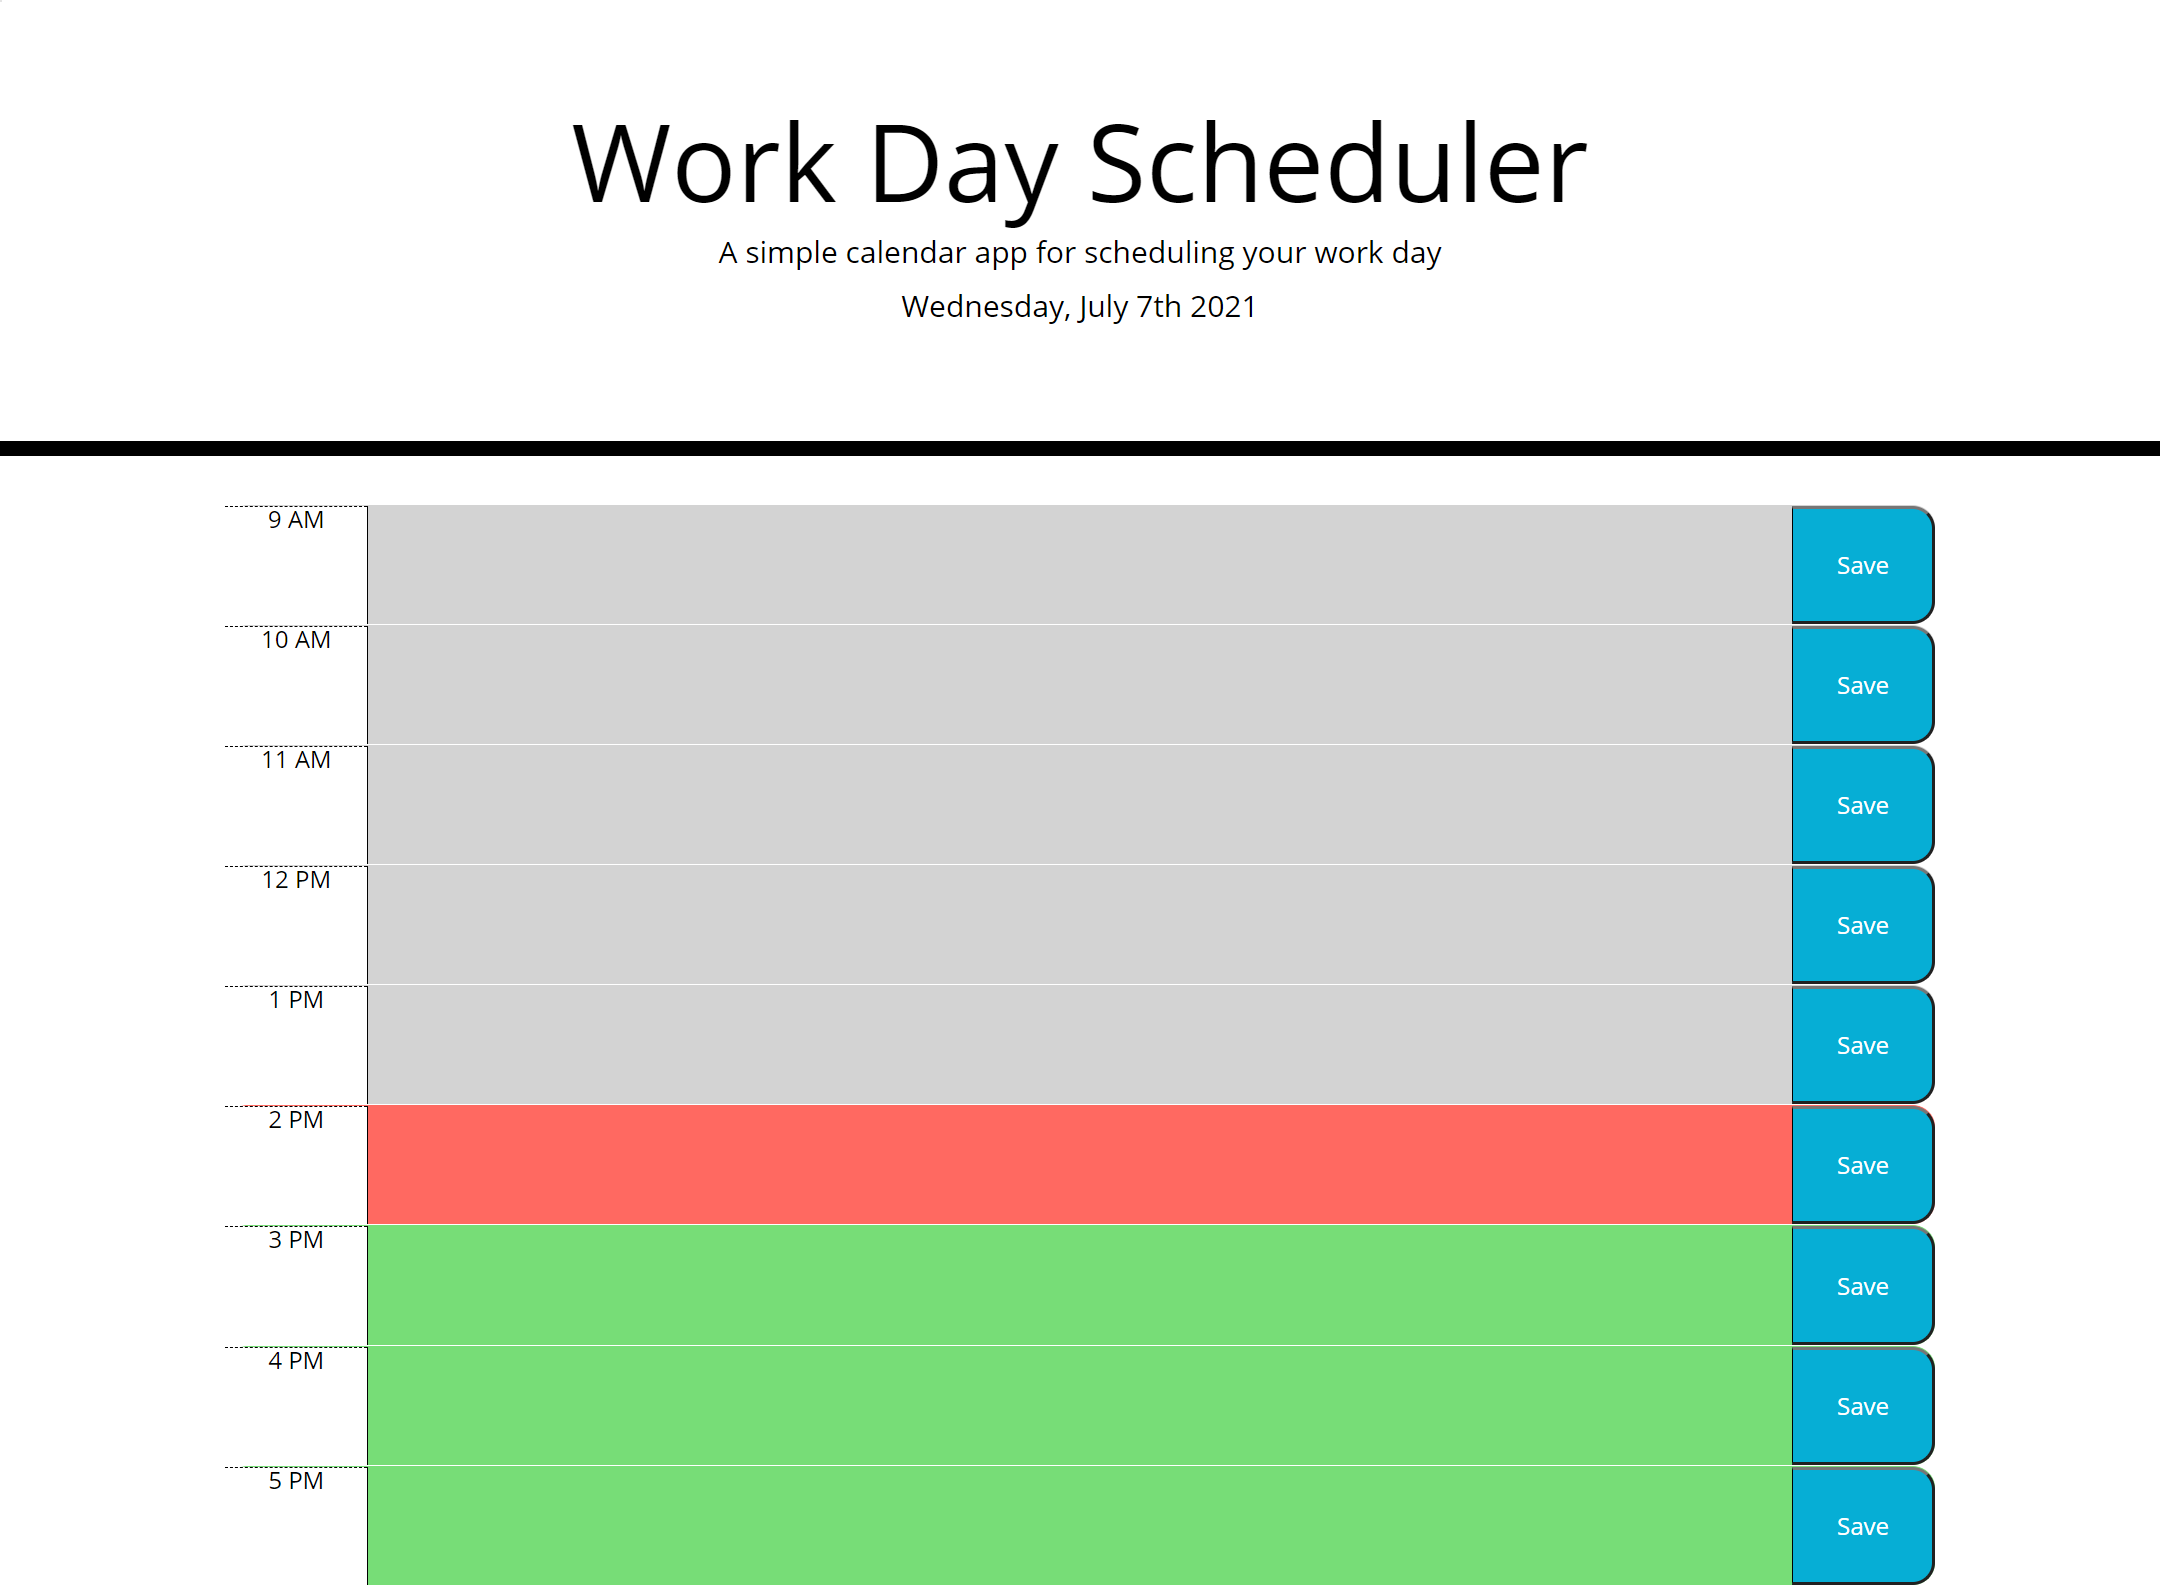 Work Day Scheduler
A simple calendar app for scheduling your work day
Wednesday, July 7th 2021
9 AM
Save
10 AM
Save
11 AM
Save
12 PM
Save
1 PM
Save
2 PM
Save
3 PM
Save
4 PM
Save
5 PM
Save